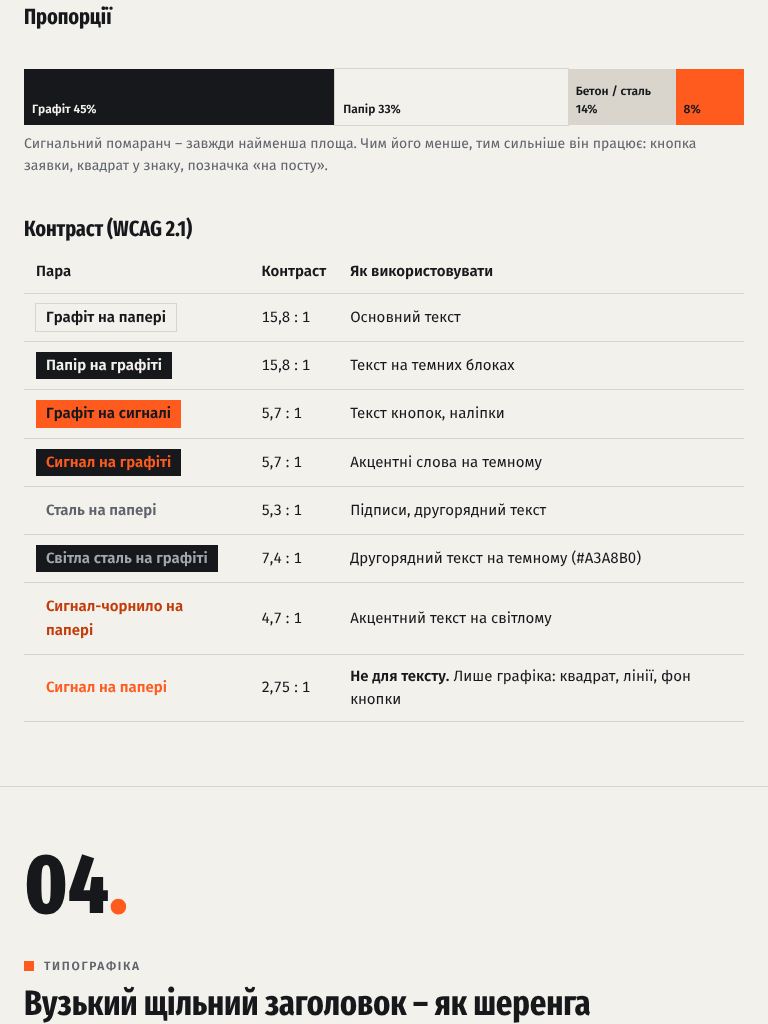 Пропорції
Графіт 45%
Папір 33%
Бетон / сталь
14%
8%
Сигнальний помаранч – завжди найменша площа. Чим його менше, тим сильніше він працює: кнопка
заявки, квадрат у знаку, позначка «на посту».
Контраст (WCAG 2.1)
Пара Контраст Як використовувати
Графіт на папері 15,8 : 1 Основний текст
Папір на графіті 15,8 : 1 Текст на темних блоках
Графіт на сигналі 5,7 : 1 Текст кнопок, наліпки
Сигнал на графіті 5,7 : 1 Акцентні слова на темному
Сталь на папері 5,3 : 1 Підписи, другорядний текст
Світла сталь на графіті 7,4 : 1 Другорядний текст на темному (#A3A8B0)
Сигнал-чорнило на
папері 4,7 : 1 Акцентний текст на світлому
Сигнал на папері 2,75 : 1 Не для тексту. Лише графіка: квадрат, лінії, фон
кнопки
04.
ТИПОГРАФІКА
Вузький щільний заголовок – як шеренга